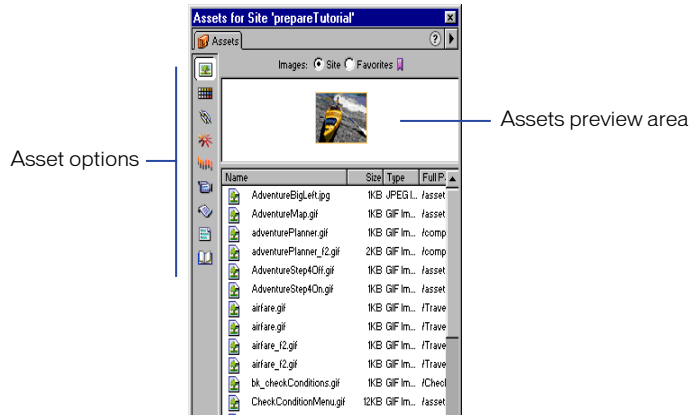 Assets for Site 'prepareTutorial'
Assets
?
Images: Site Favorites
Assets preview area
Asset options
Name Size Type Full P
AdventureBigLeft.jpg 1KB JPEG I... /asset
AdventureMap.gif 1KB GIF Im... /asset
adventurePlanner.gif 1KB GIF Im... /comp
adventurePlanner_f2.gif 2KB GIF Im... /comp
AdventureStep4Off.gif 1KB GIF Im... /asset
AdventureStep4On.gif 1KB GIF Im... /asset
airfare.gif 1KB GIF Im... /Trave
airfare.gif 1KB GIF Im... /Trave
airfare_f2.gif 1KB GIF Im... /Trave
airfare_f2.gif 1KB GIF Im... /Trave
bk_checkConditions.gif 1KB GIF Im... /Checl
CheckConditionMenu.gif 12KB GIF Im... /asset